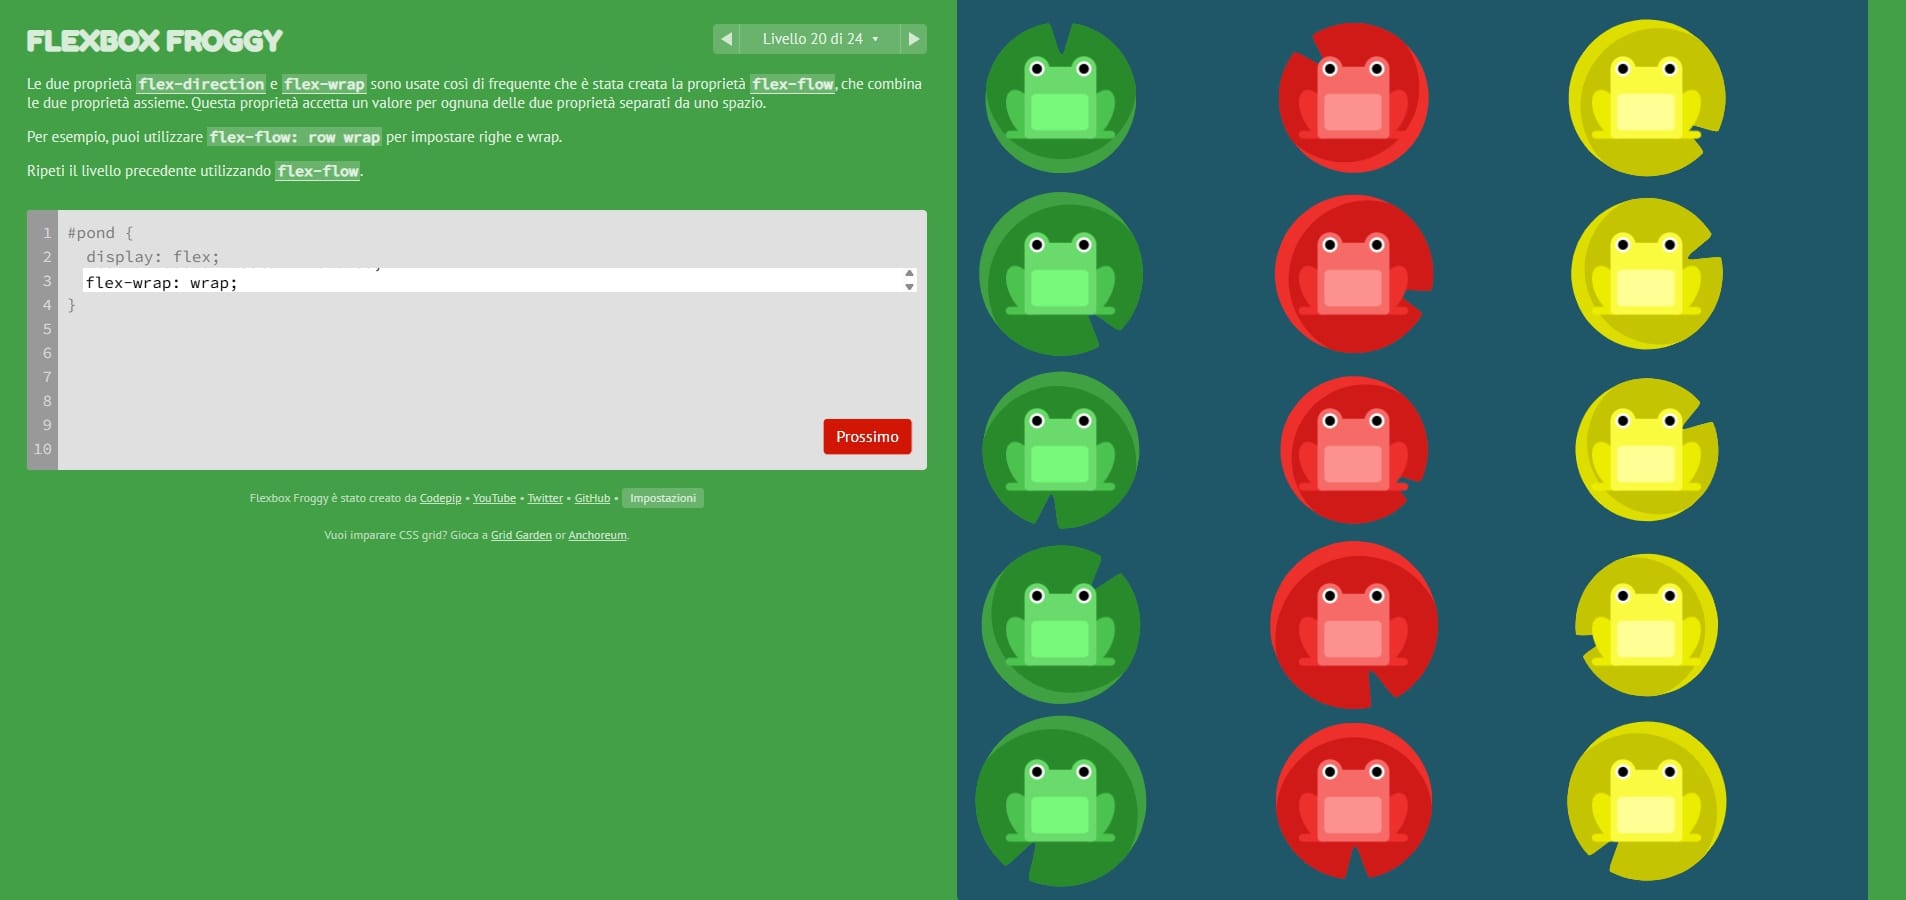 FLEXBOX FROGGY
Livello 20 di 24
Le due proprietà flex-direction e flex-wrap sono usate così di frequente che è stata creata la proprietà flex-flow, che combina
le due proprietà assieme. Questa proprietà accetta un valore per ognuna delle due proprietà separati da uno spazio.
Per esempio, puoi utilizzare flex-flow: row wrap per impostare righe e wrap.
Ripeti il livello precedente utilizzando flex-flow.
1 #pond {
2 display: flex;
3 flex-wrap: wrap;
4 }
5
6
7
8
9
10
Prossimo
Flexbox Froggy è stato creato da Codepip • YouTube • Twitter • GitHub • Impostazioni
Vuoi imparare CSS grid? Gioca a Grid Garden or Anchoreum.